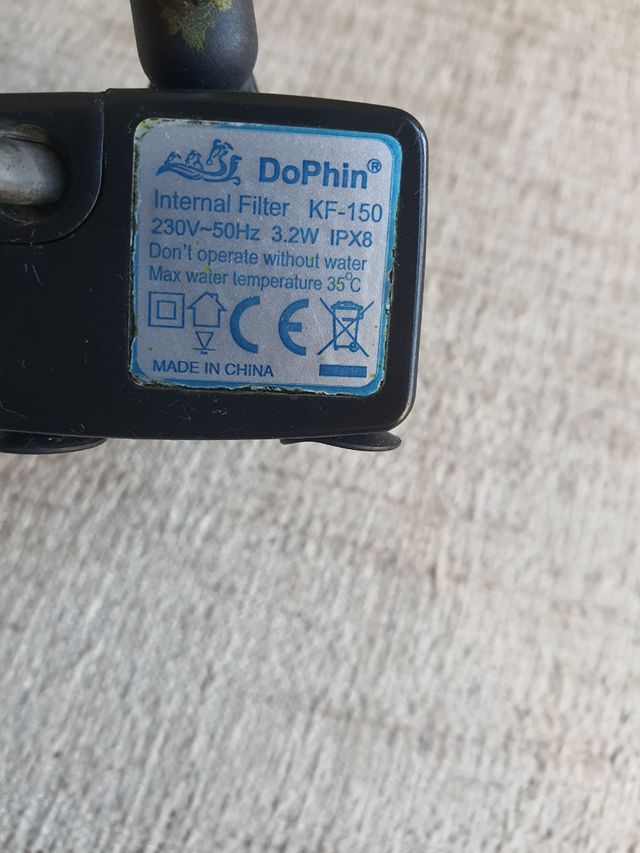 DoPhin®
Internal Filter KF-150
230V~50Hz 3.2W IPX8
Don't operate without water
Max water temperature 35°C
CE
MADE IN CHINA